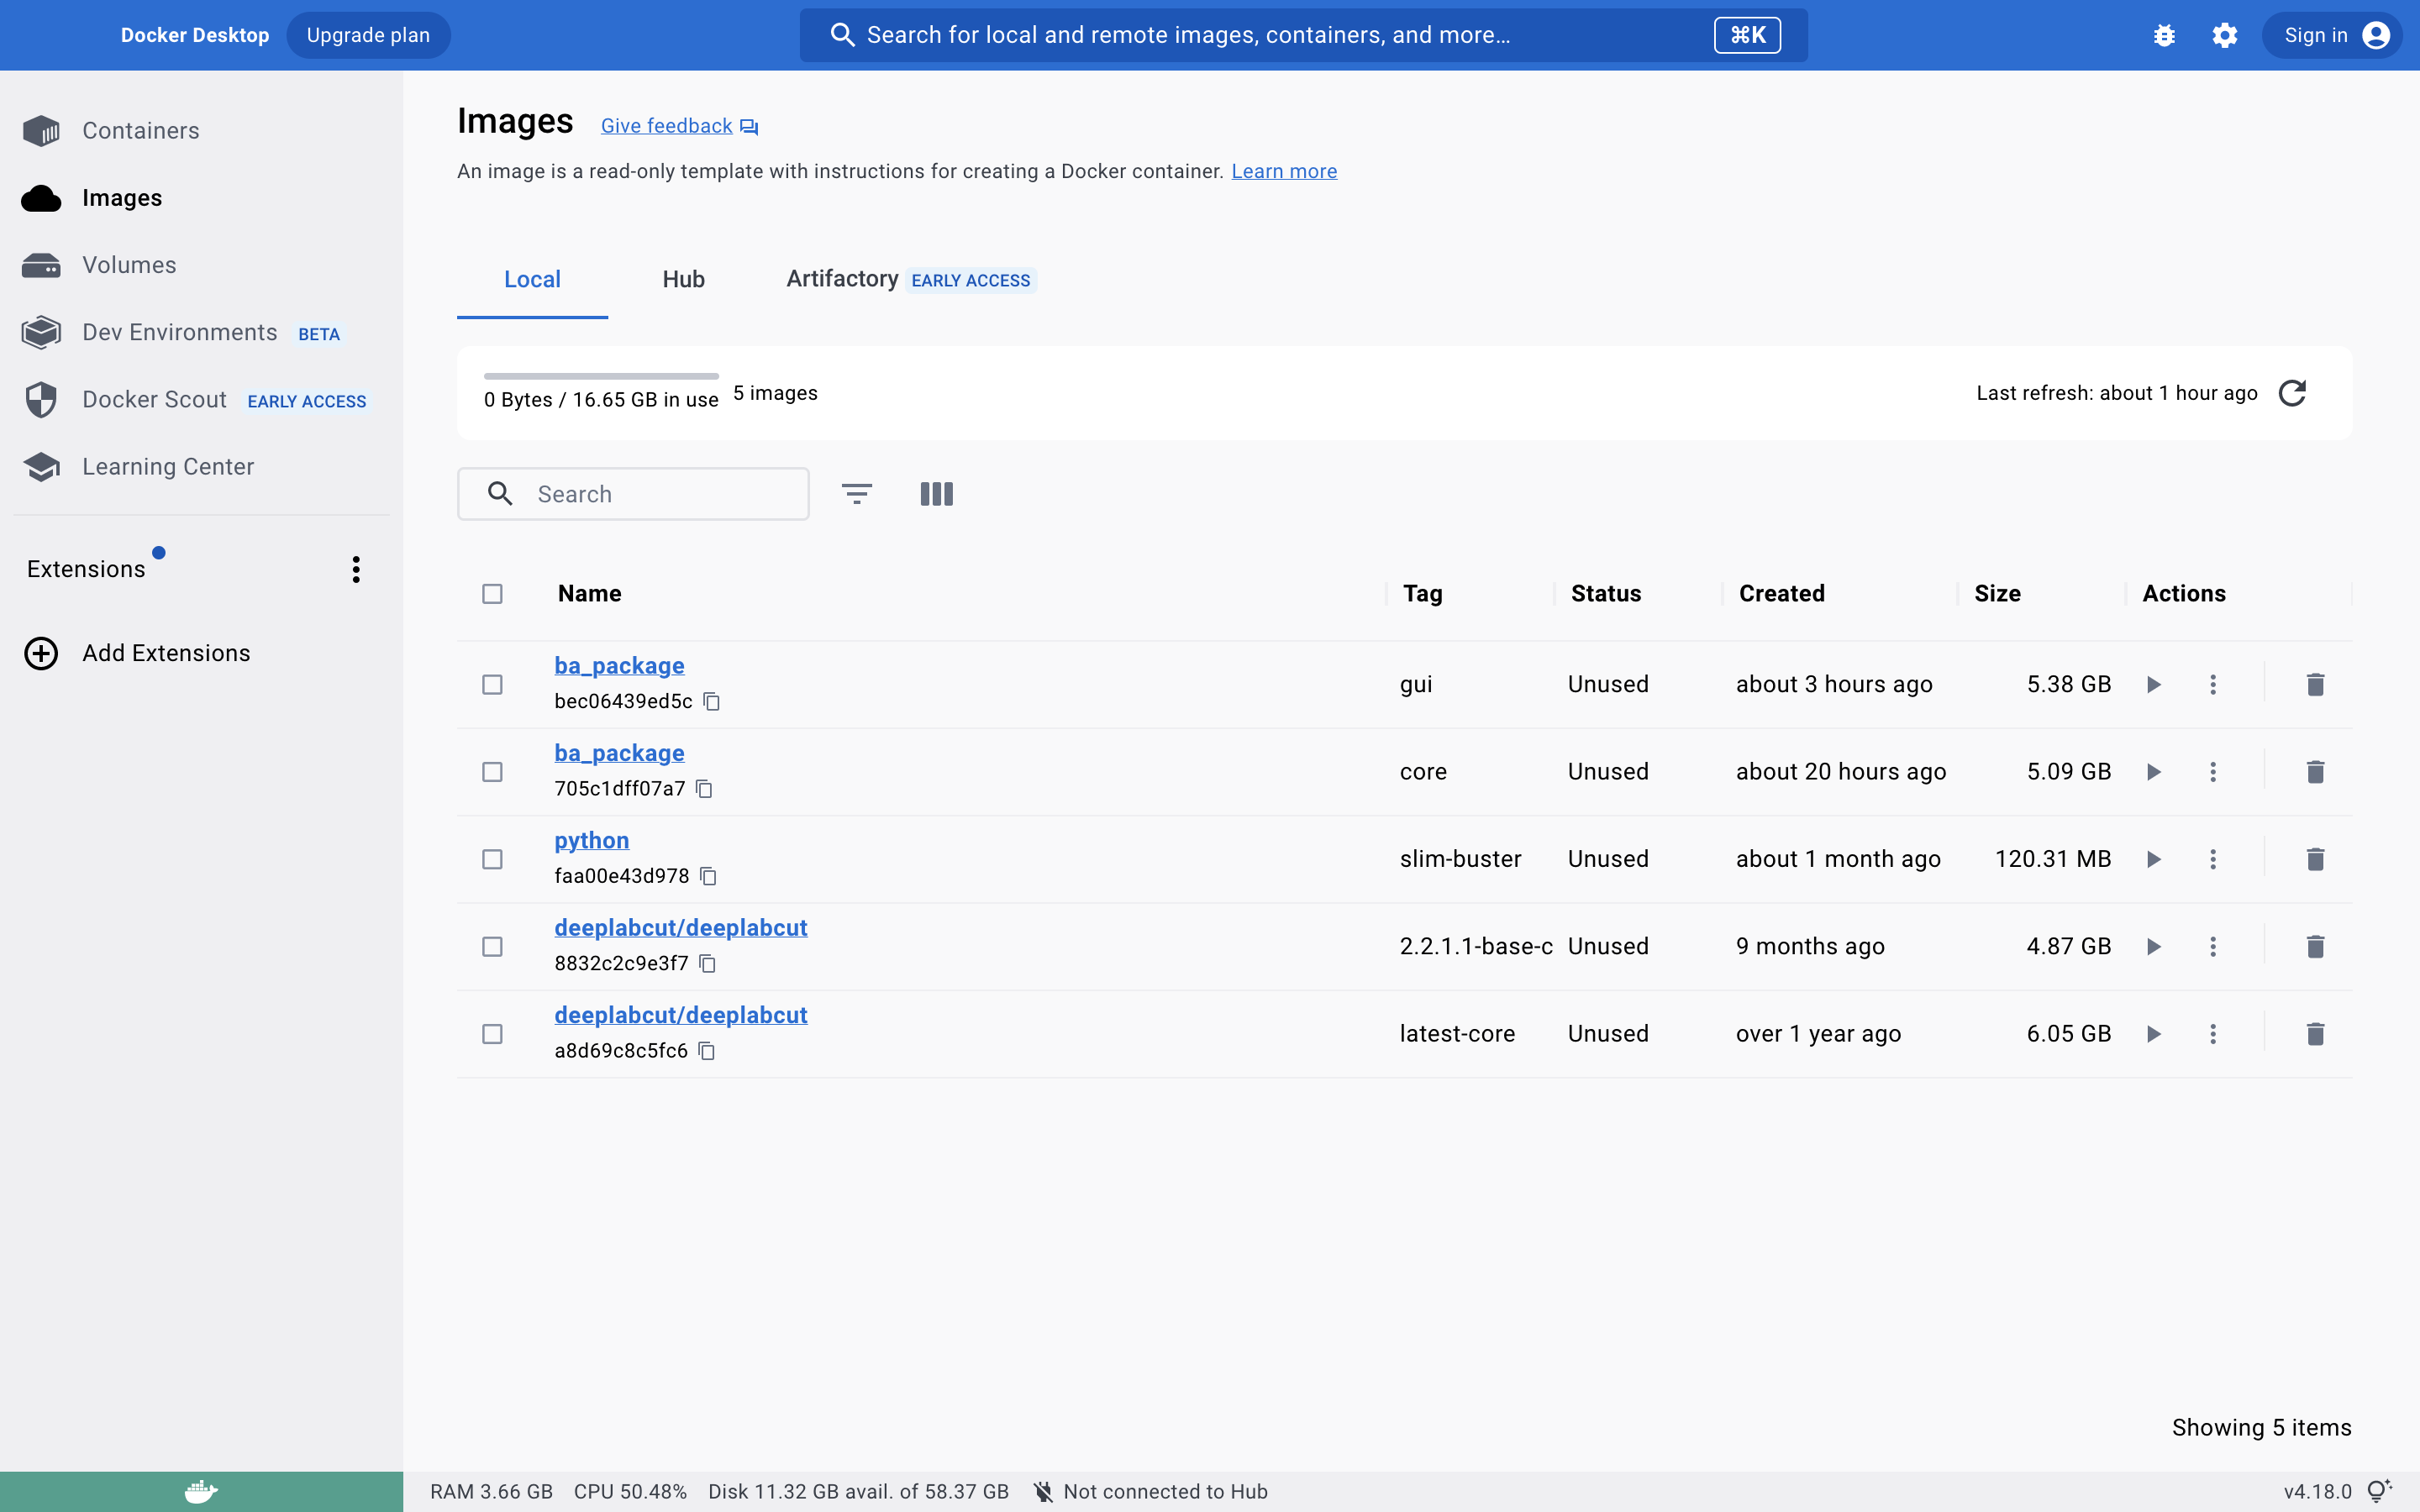 Docker Desktop Upgrade plan Search for local and remote images, containers, and more... ⌘K Sign in
Containers
Images
Volumes
Dev Environments BETA
Docker Scout EARLY ACCESS
Learning Center
Extensions
Add Extensions
Images Give feedback
An image is a read-only template with instructions for creating a Docker container. Learn more
Local Hub Artifactory EARLY ACCESS
0 Bytes / 16.65 GB in use 5 images Last refresh: about 1 hour ago
Search
Name Tag Status Created Size Actions
ba_package
bec06439ed5c gui Unused about 3 hours ago 5.38 GB
ba_package
705c1dff07a7 core Unused about 20 hours ago 5.09 GB
python
faa00e43d978 slim-buster Unused about 1 month ago 120.31 MB
deeplabcut/deeplabcut
8832c2c9e3f7 2.2.1.1-base-c Unused 9 months ago 4.87 GB
deeplabcut/deeplabcut
a8d69c8c5fc6 latest-core Unused over 1 year ago 6.05 GB
Showing 5 items
RAM 3.66 GB CPU 50.48% Disk 11.32 GB avail. of 58.37 GB Not connected to Hub v4.18.0